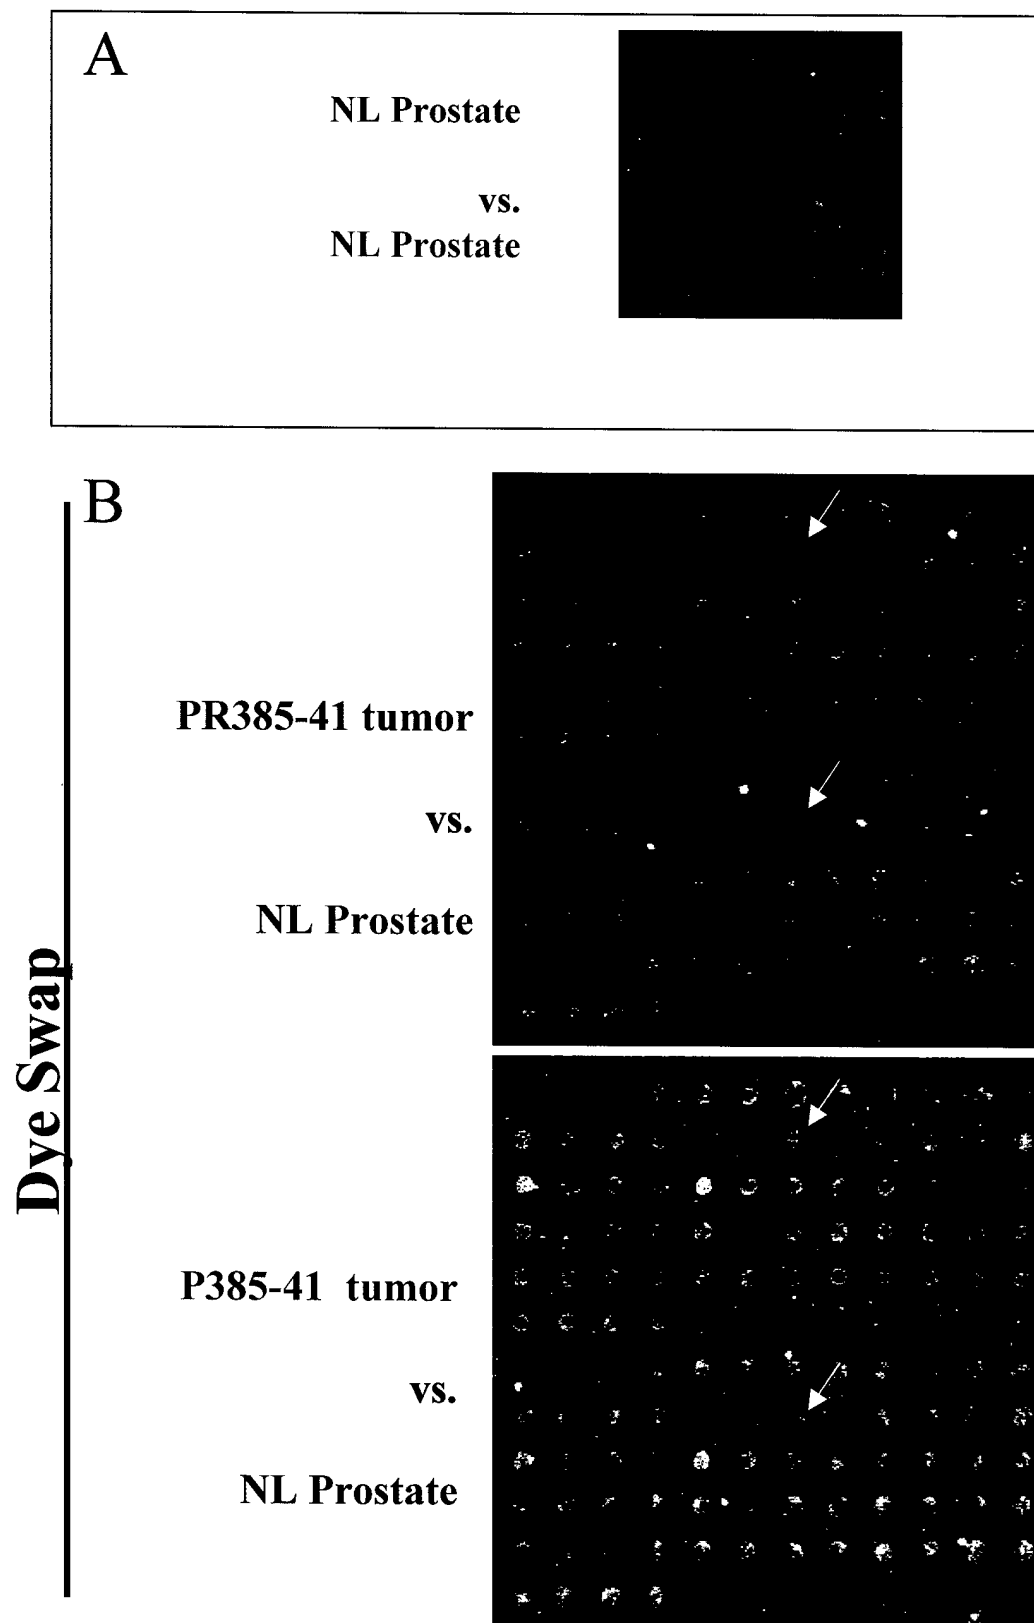 A
NL Prostate
vs.
NL Prostate
B
PR385-41 tumor
vs.
NL Prostate
Dye Swap
P385-41 tumor
vs.
NL Prostate